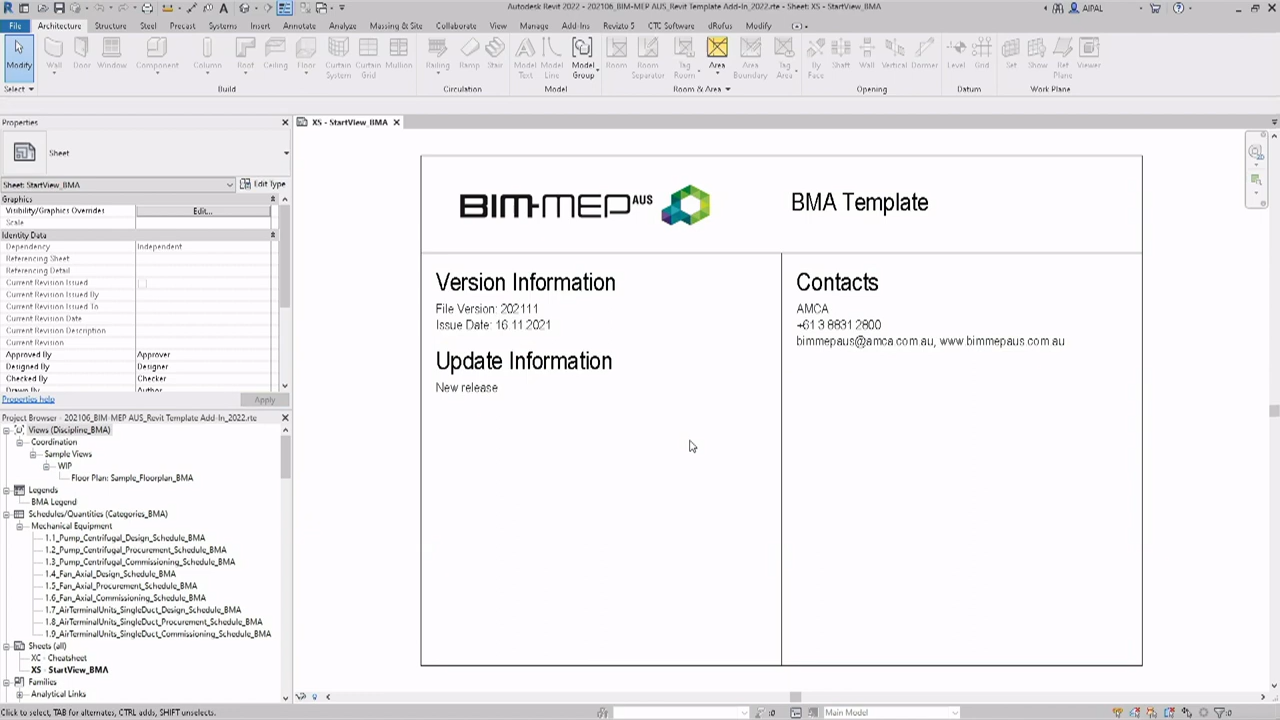 Autodesk Revit 2022 - 202106_BIM-MEP AUS_Revit Template Add-In_2022.rte - Sheet: XS - StartView_BMA
AIPAL
File Architecture Structure Steel Precast Systems Insert Annotate Analyze Massing & Site Collaborate View Manage Add-Ins Revizto 5 CTC Software Rufus Modify
Modify Wall Door Window Component Column Roof Ceiling Floor Curtain System Curtain Grid Mullion Railing Ramp Stair Model Text Model Line Model Group Room Room Separator Tag Room Area Area Boundary Tag Area By Face Shaft Wall Vertical Dormer Level Grid Set Show Ref Plane Viewer
Select Build Circulation Model Room & Area Opening Datum Work Plane
Properties
XS - StartView_BMA
Sheet
Sheet: StartView_BMA
Edit Type
Graphics
Visibility/Graphics Overrides Edit...
Scale
Identity Data
Dependency Independent
Referencing Sheet
Referencing Detail
Current Revision Issued
Current Revision Issued By
Current Revision Issued To
Current Revision Date
Current Revision Description
Current Revision
Approved By Approver
Designed By Designer
Checked By Checker
Drawn By Author
Properties help
Apply
Project Browser - 202106_BIM-MEP AUS_Revit Template Add-In_2022.rte
Views (Discipline_BMA)
Coordination
Sample Views
WIP
Floor Plan: Sample_Floorplan_BMA
Legends
BMA Legend
Schedules/Quantities (Categories_BMA)
Mechanical Equipment
1.1_Pump_Centrifugal_Design_Schedule_BMA
1.2_Pump_Centrifugal_Procurement_Schedule_BMA
1.3_Pump_Centrifugal_Commissioning_Schedule_BMA
1.4_Fan_Axial_Design_Schedule_BMA
1.5_Fan_Axial_Procurement_Schedule_BMA
1.6_Fan_Axial_Commissioning_Schedule_BMA
1.7_AirTerminalUnits_SingleDuct_Design_Schedule_BMA
1.8_AirTerminalUnits_SingleDuct_Procurement_Schedule_BMA
1.9_AirTerminalUnits_SingleDuct_Commissioning_Schedule_BMA
Sheets (all)
XC - Cheatsheet
XS - StartView_BMA
Families
Analytical Links
BIM-MEP AUS
BMA Template
Version Information
File Version: 202111
Issue Date: 16.11.2021
Update Information
New release
Contacts
AMCA
+61 3 8831 2800
bimmepaus@amca.com.au, www.bimmepaus.com.au
Click to select, TAB for alternates, CTRL adds, SHIFT unselects.
:0
Main Model
:0